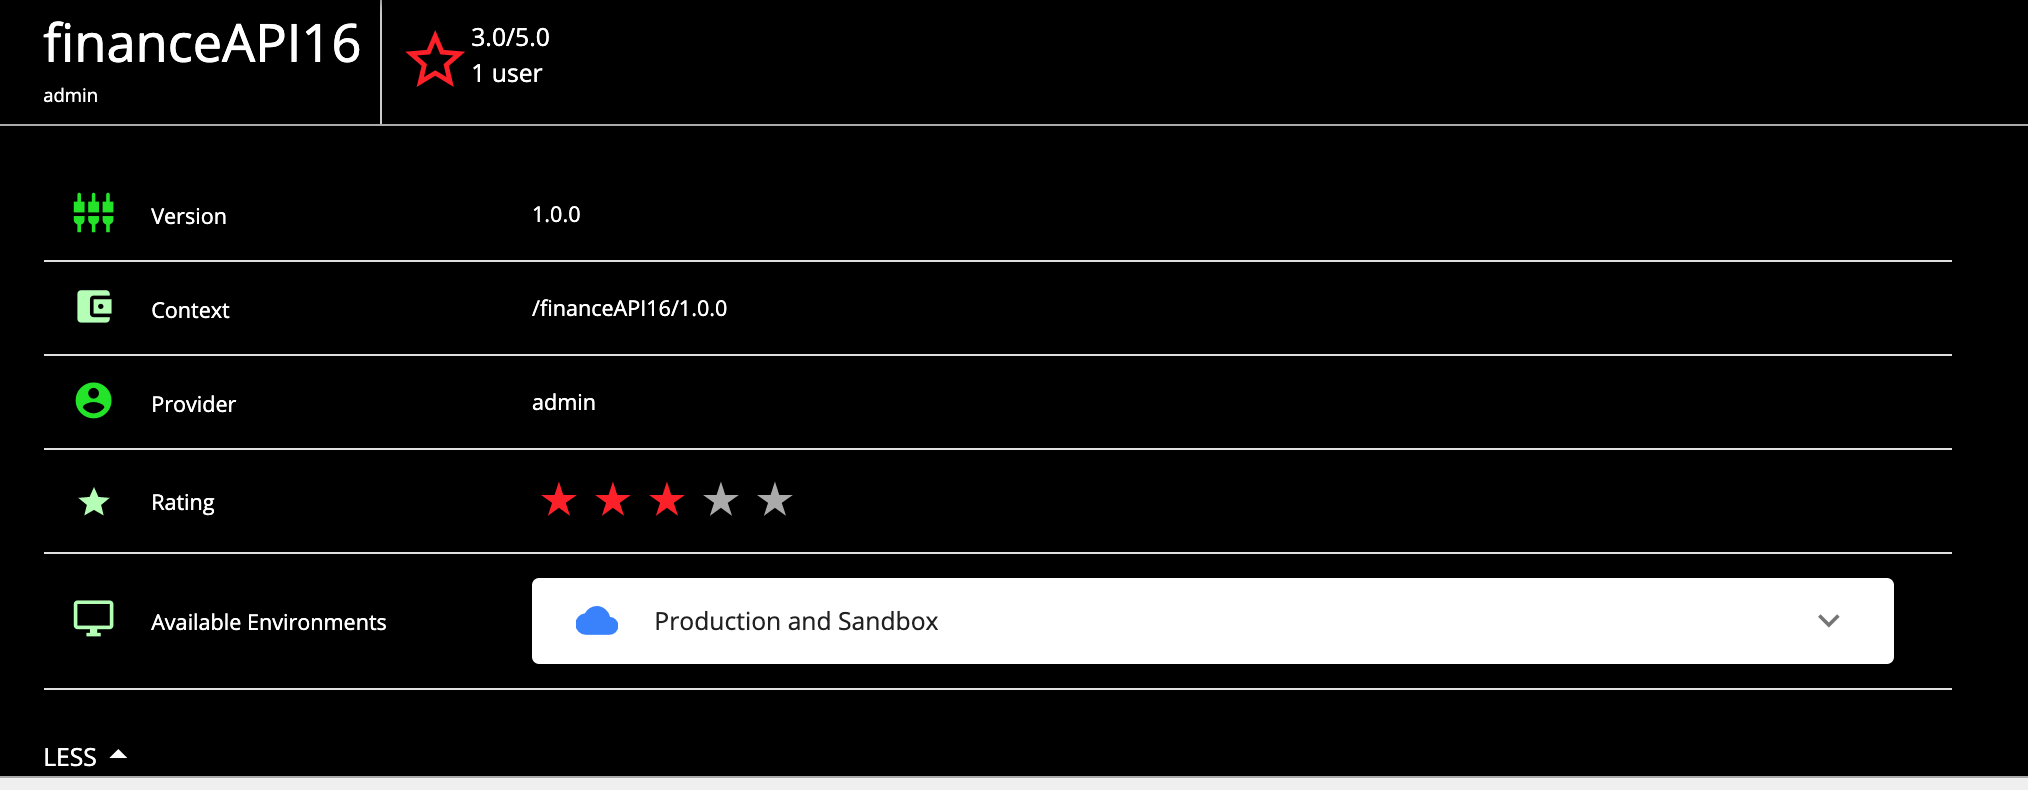 financeAPI16
admin
3.0/5.0
1 user
Version 1.0.0
Context /financeAPI16/1.0.0
Provider admin
Rating
Available Environments Production and Sandbox
LESS